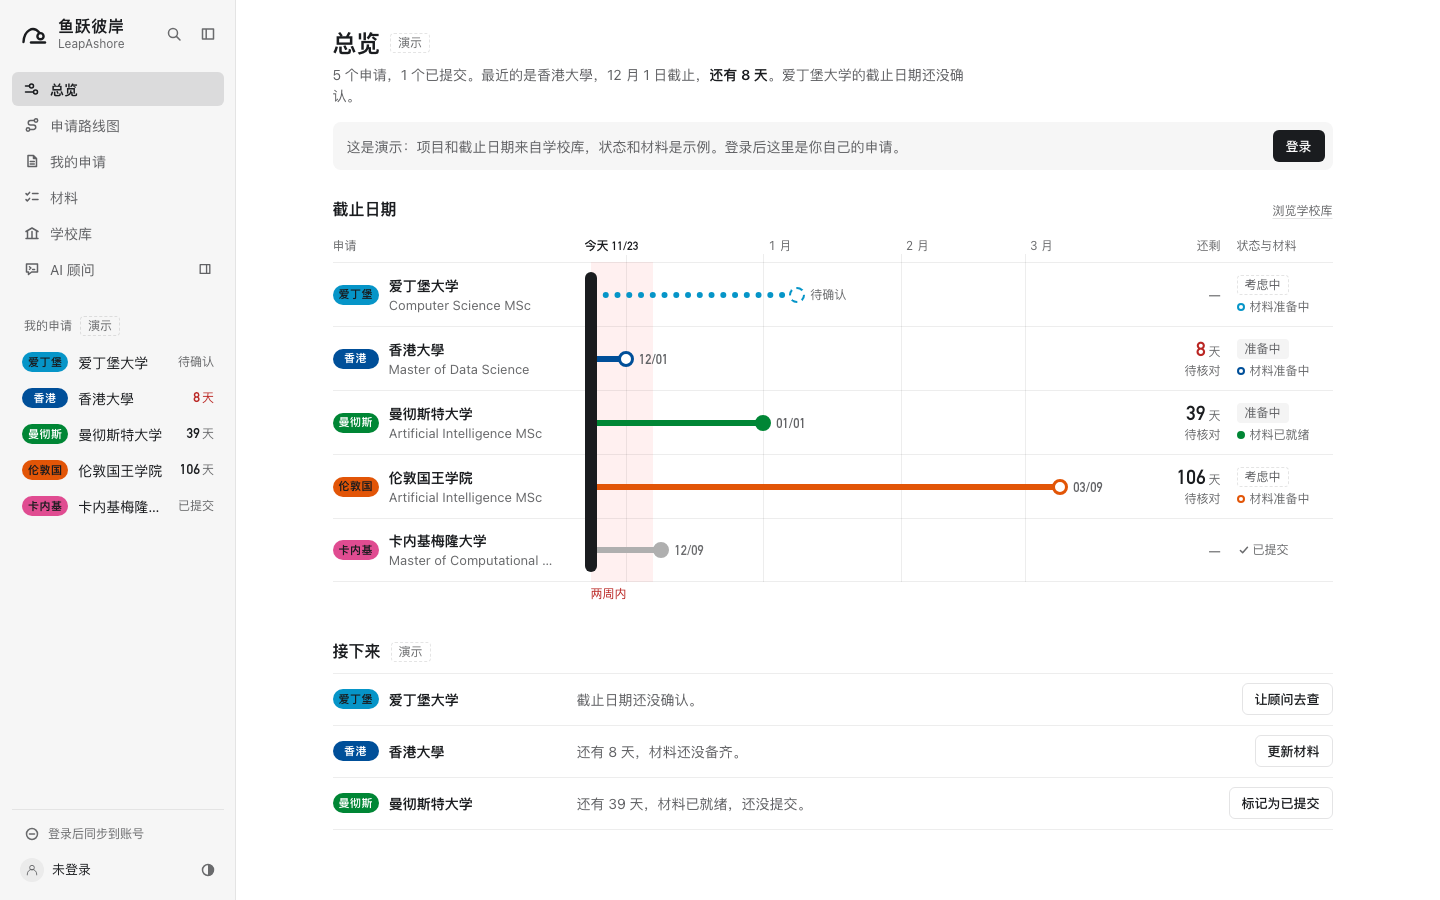 鱼跃彼岸
LeapAshore
总览
申请路线图
我的申请
材料
学校库
AI 顾问
我的申请 演示
爱丁堡 爱丁堡大学 待确认
香港 香港大學 8 天
曼彻斯 曼彻斯特大学 39 天
伦敦国 伦敦国王学院 106 天
卡内基 卡内基梅隆... 已提交
登录后同步到账号
未登录
总览 演示
5 个申请，1 个已提交。最近的是香港大學，12 月 1 日截止，还有 8 天。爱丁堡大学的截止日期还没确
认。
这是演示：项目和截止日期来自学校库，状态和材料是示例。登录后这里是你自己的申请。 登录
截止日期 浏览学校库
申请 今天 11/23 1 月 2 月 3 月 还剩 状态与材料
爱丁堡 爱丁堡大学 待确认 — 考虑中
Computer Science MSc 材料准备中
香港 香港大學 12/01 8 天 准备中
Master of Data Science 待核对 材料准备中
曼彻斯 曼彻斯特大学 01/01 39 天 准备中
Artificial Intelligence MSc 待核对 材料已就绪
伦敦国 伦敦国王学院 03/09 106 天 考虑中
Artificial Intelligence MSc 待核对 材料准备中
卡内基 卡内基梅隆大学 12/09 — 已提交
Master of Computational ...
两周内
接下来 演示
爱丁堡 爱丁堡大学 截止日期还没确认。 让顾问去查
香港 香港大學 还有 8 天，材料还没备齐。 更新材料
曼彻斯 曼彻斯特大学 还有 39 天，材料已就绪，还没提交。 标记为已提交